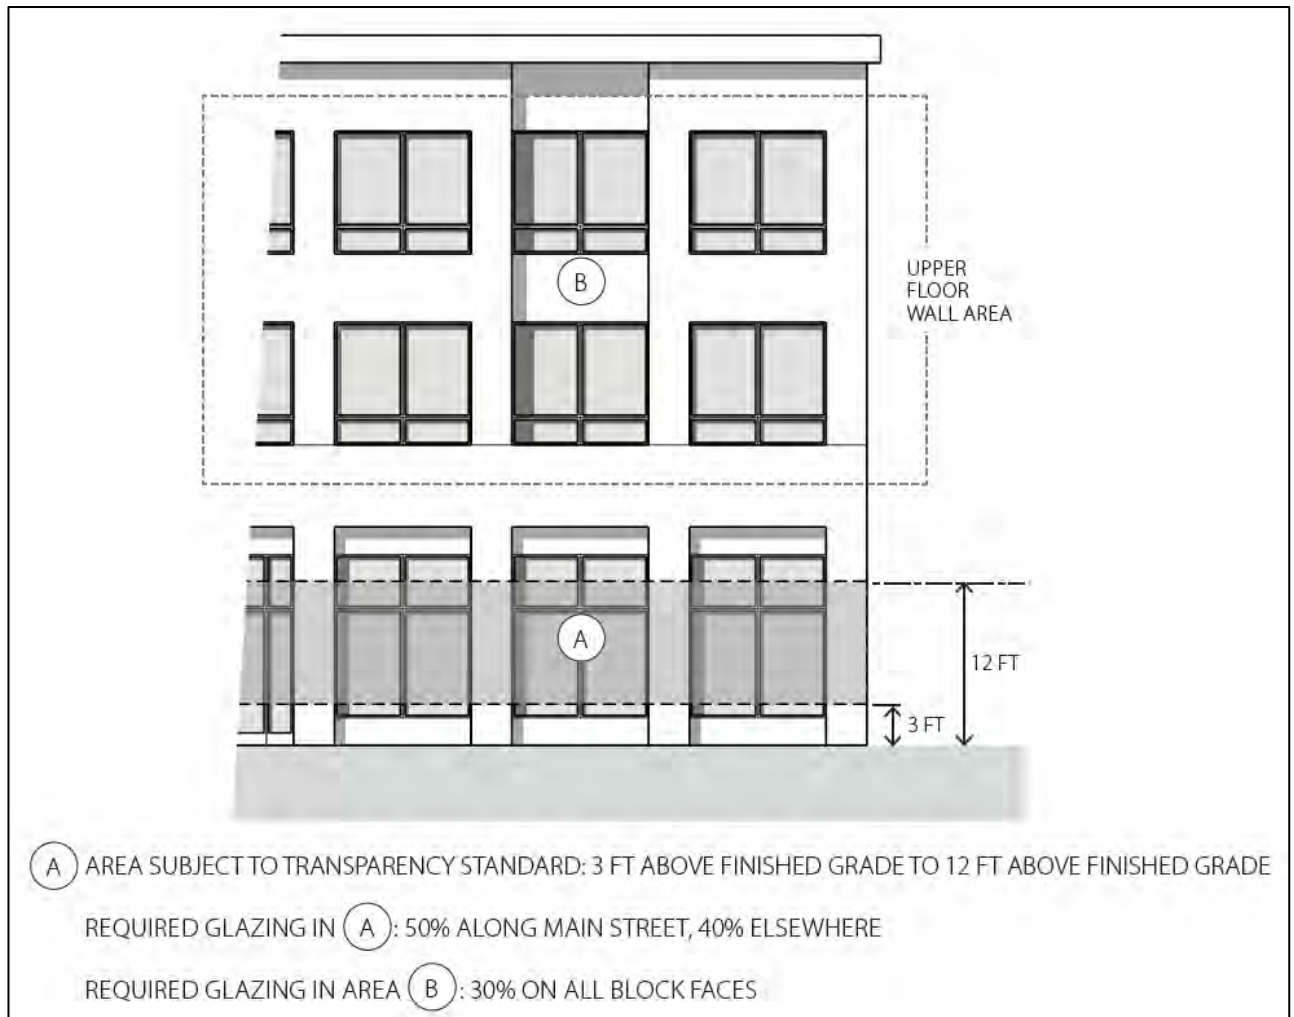 B
UPPER
FLOOR
WALL AREA
A
12 FT
3 FT
A AREA SUBJECT TO TRANSPARENCY STANDARD: 3 FT ABOVE FINISHED GRADE TO 12 FT ABOVE FINISHED GRADE
REQUIRED GLAZING IN A : 50% ALONG MAIN STREET, 40% ELSEWHERE
REQUIRED GLAZING IN AREA B : 30% ON ALL BLOCK FACES